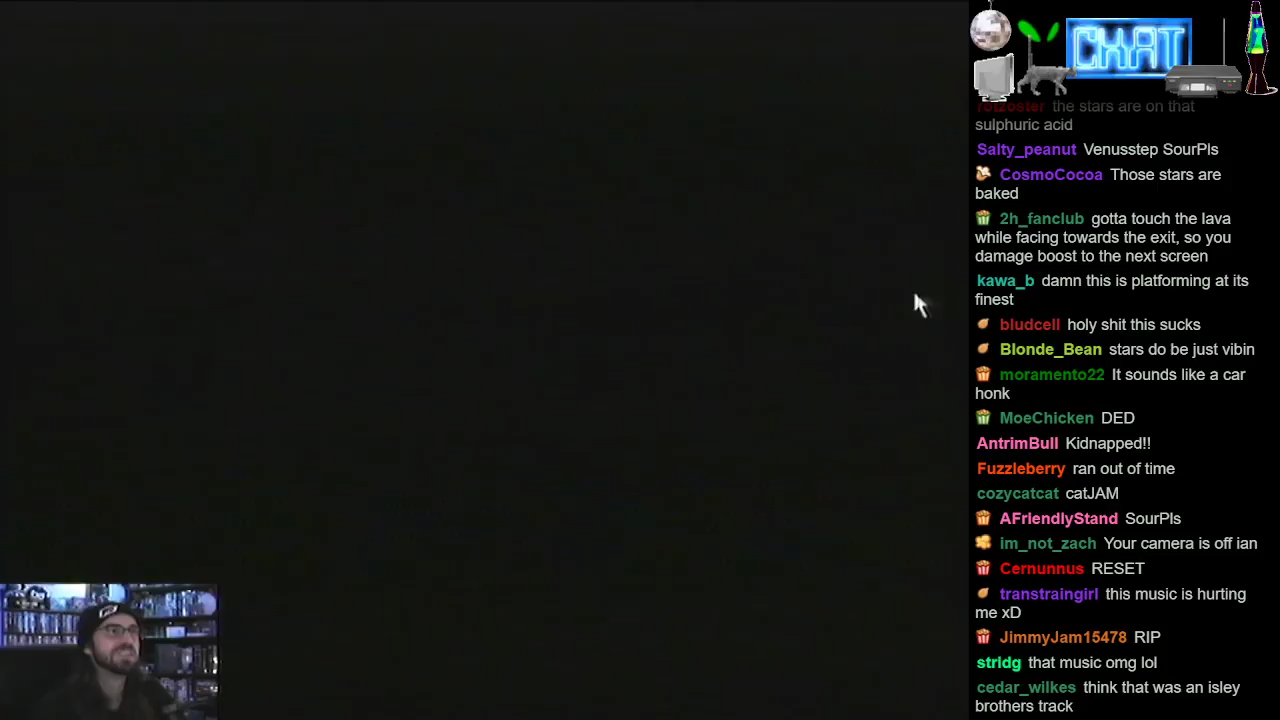 CHAT
rotzoster the stars are on that
sulphuric acid
Salty_peanut Venusstep SourPls
CosmoCocoa Those stars are
baked
2h_fanclub gotta touch the lava
while facing towards the exit, so you
damage boost to the next screen
kawa_b damn this is platforming at its
finest
bludcell holy shit this sucks
Blonde_Bean stars do be just vibin
moramento22 It sounds like a car
honk
MoeChicken DED
AntrimBull Kidnapped!!
Fuzzleberry ran out of time
cozycatcat catJAM
AFriendlyStand SourPls
im_not_zach Your camera is off ian
Cernunnus RESET
transtraingirl this music is hurting
me xD
JimmyJam15478 RIP
strldg that music omg lol
cedar_wilkes think that was an isley
brothers track